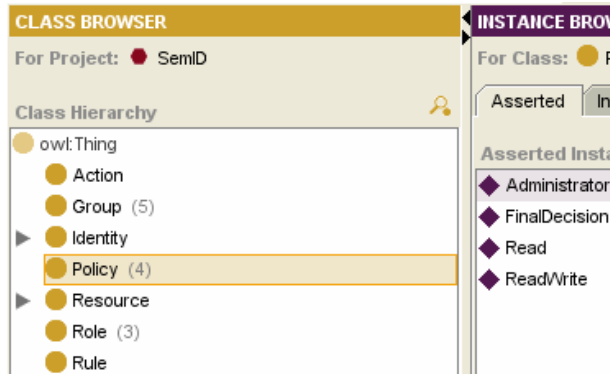 CLASS BROWSER
For Project: SemID
Class Hierarchy
owl:Thing
Action
Group (5)
Identity
Policy (4)
Resource
Role (3)
Rule
INSTANCE BROW
For Class:
Asserted
Asserted Insta
Administrator
FinalDecision
Read
ReadWrite